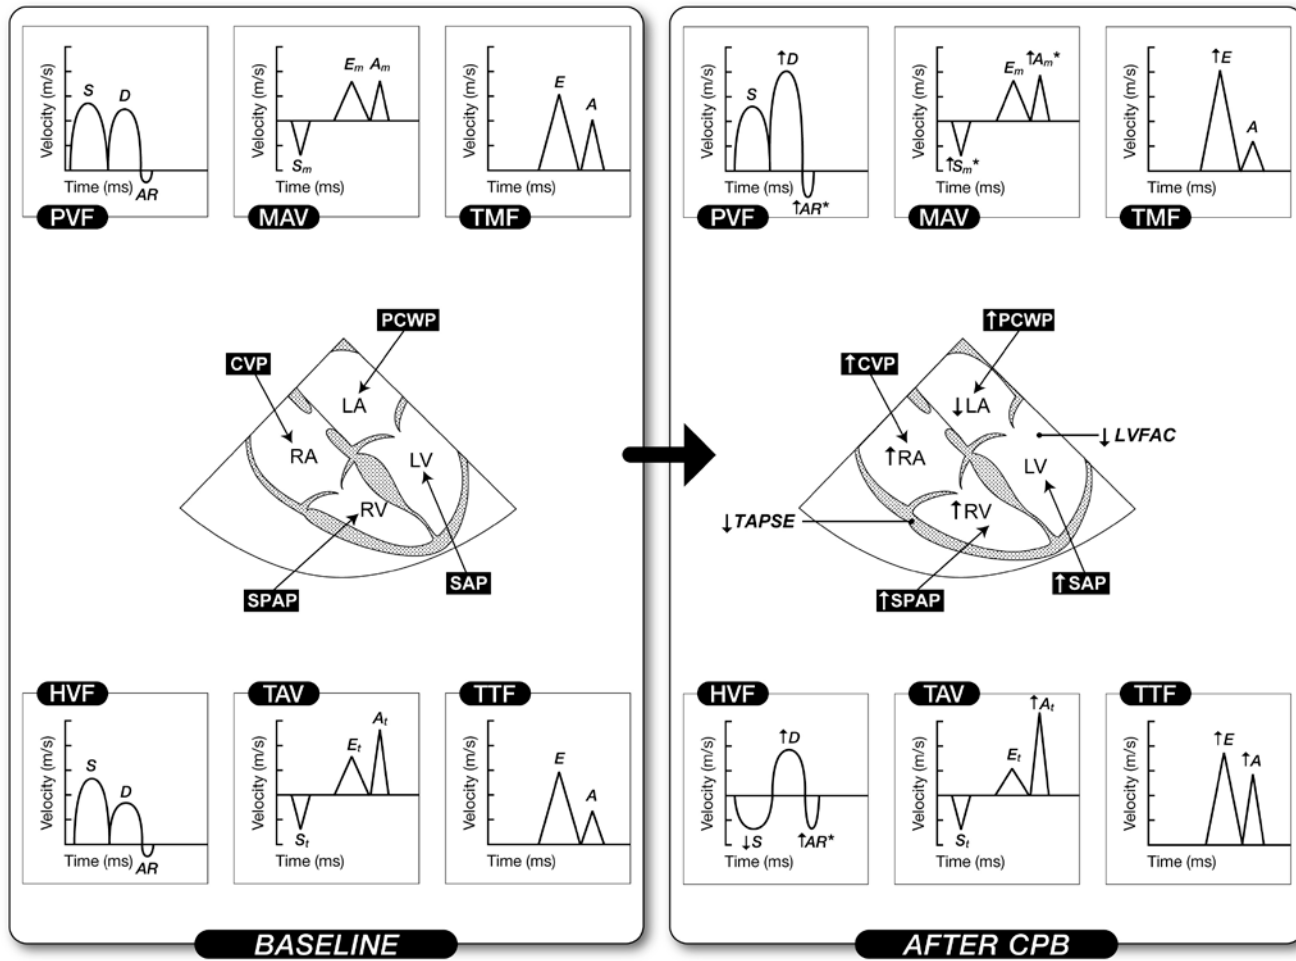 Velocity (m/s)
S
D
AR
Time (ms)
PVF
Velocity (m/s)
Em
Am
Sm
Time (ms)
MAV
Velocity (m/s)
E
A
Time (ms)
TMF
PCWP
CVP
LA
RA
LV
RV
SAP
SPAP
HVF
Velocity (m/s)
S
D
AR
Time (ms)
TAV
Velocity (m/s)
Et
At
St
Time (ms)
TTF
Velocity (m/s)
E
A
Time (ms)
BASELINE
Velocity (m/s)
S
↑D
↑AR*
Time (ms)
PVF
Velocity (m/s)
Em
↑Am*
↑Sm*
Time (ms)
MAV
Velocity (m/s)
↑E
A
Time (ms)
TMF
↑PCWP
↑CVP
↓LA
↓LVFAC
↑RA
LV
↑RV
↓TAPSE
↑SAP
↑SPAP
HVF
Velocity (m/s)
↑D
↓S
↑AR*
Time (ms)
TAV
Velocity (m/s)
Et
↑At
St
Time (ms)
TTF
Velocity (m/s)
↑E
↑A
Time (ms)
AFTER CPB